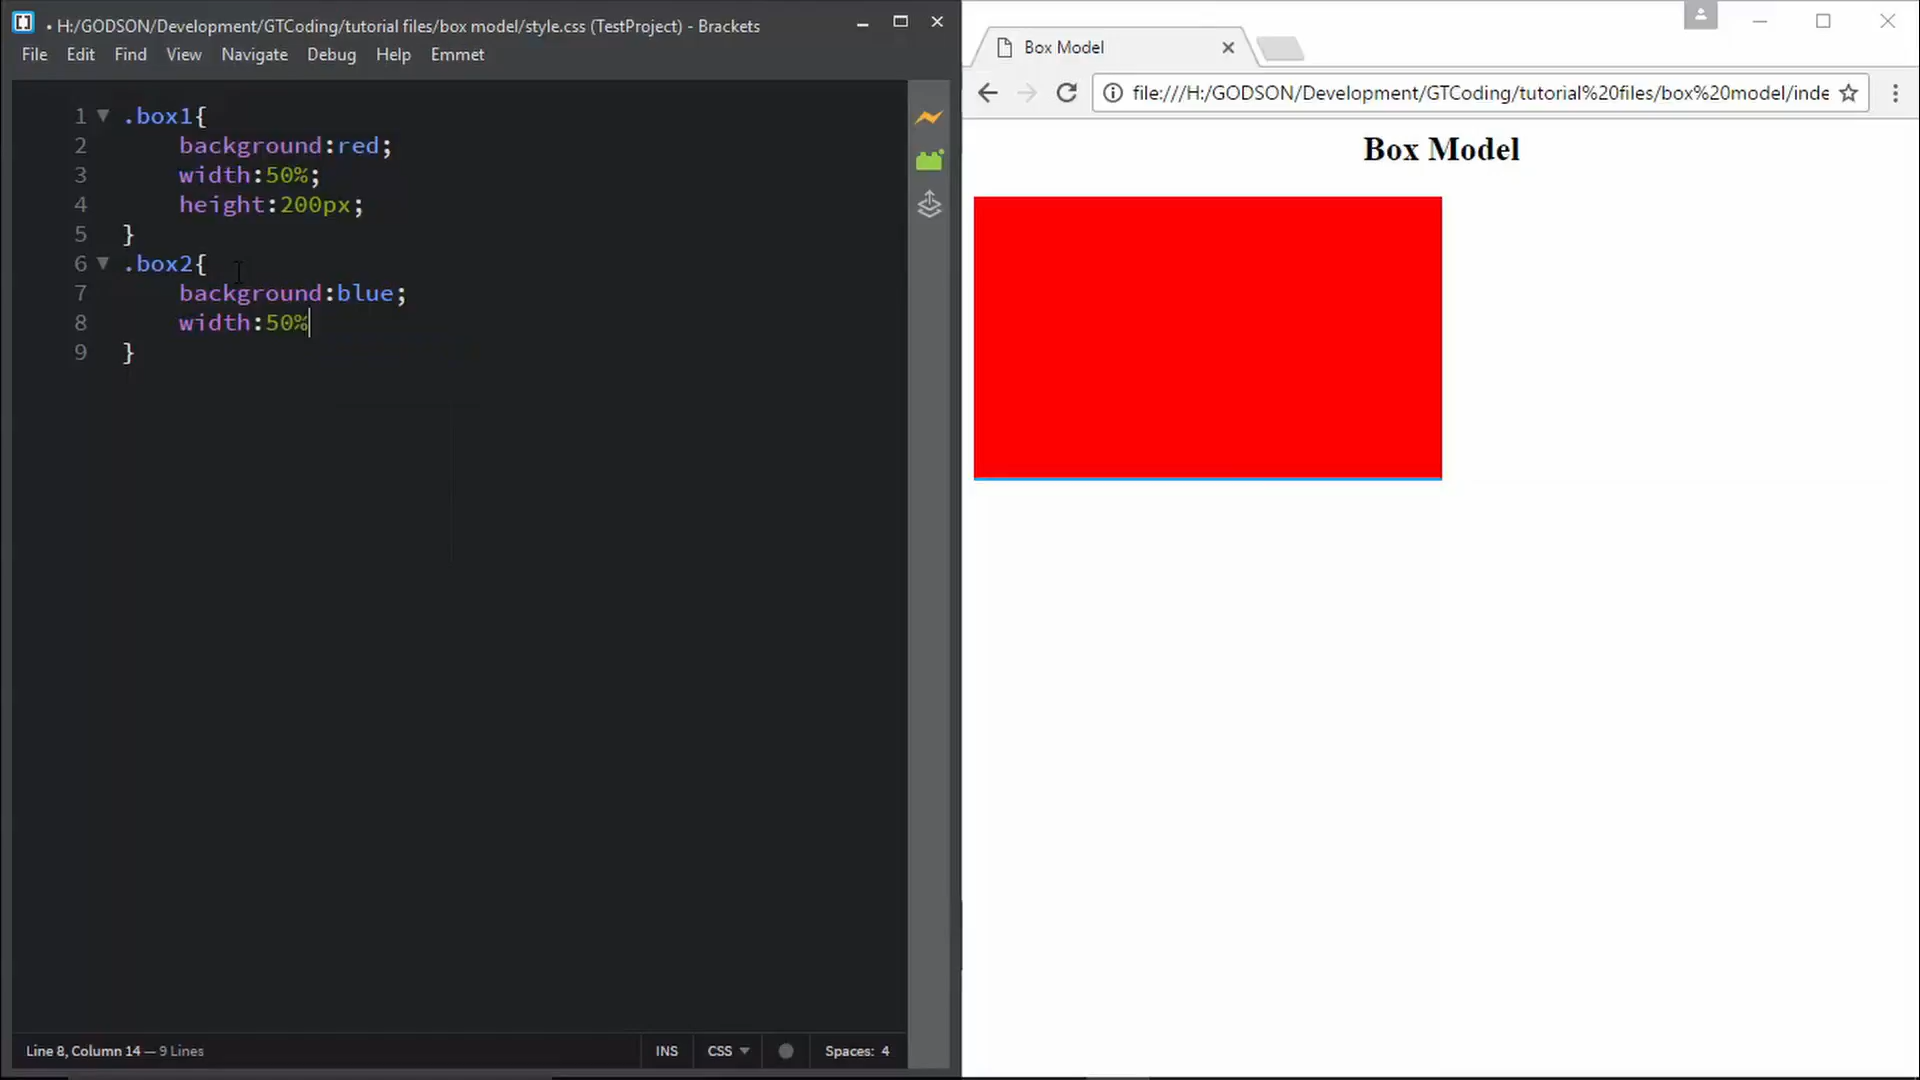 • H:/GODSON/Development/GTCoding/tutorial files/box model/style.css (TestProject) - Brackets
File Edit Find View Navigate Debug Help Emmet
1 .box1{
2 background:red;
3 width:50%;
4 height:200px;
5 }
6 .box2{
7 background:blue;
8 width:50%
9 }
Line 8, Column 14 — 9 Lines
INS CSS Spaces: 4
Box Model
file:///H:/GODSON/Development/GTCoding/tutorial%20files/box%20model/inde
Box Model